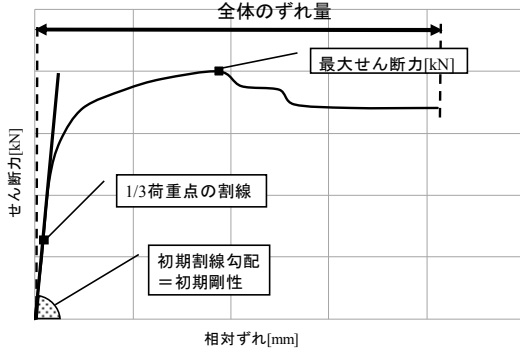 全体のずれ量
最大せん断力[kN]
せん断力[kN]
1/3荷重点の割線
初期割線勾配
＝初期剛性
相対ずれ[mm]